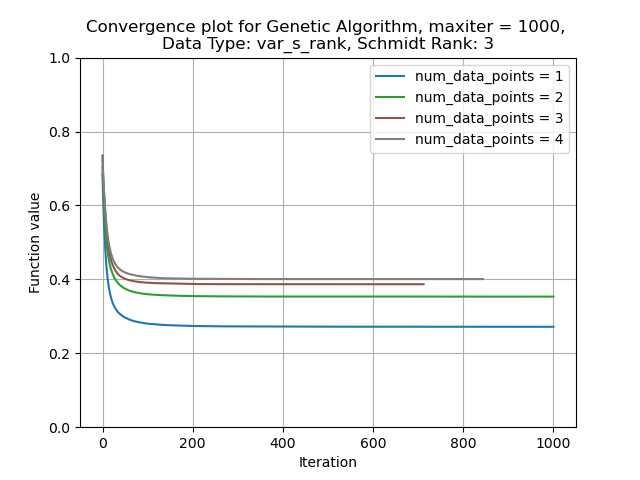 Convergence plot for Genetic Algorithm, maxiter = 1000,
Data Type: var_s_rank, Schmidt Rank: 3
num_data_points = 1
num_data_points = 2
num_data_points = 3
num_data_points = 4
Function value
1.0
0.8
0.6
0.4
0.2
0.0
0 200 400 600 800 1000
Iteration